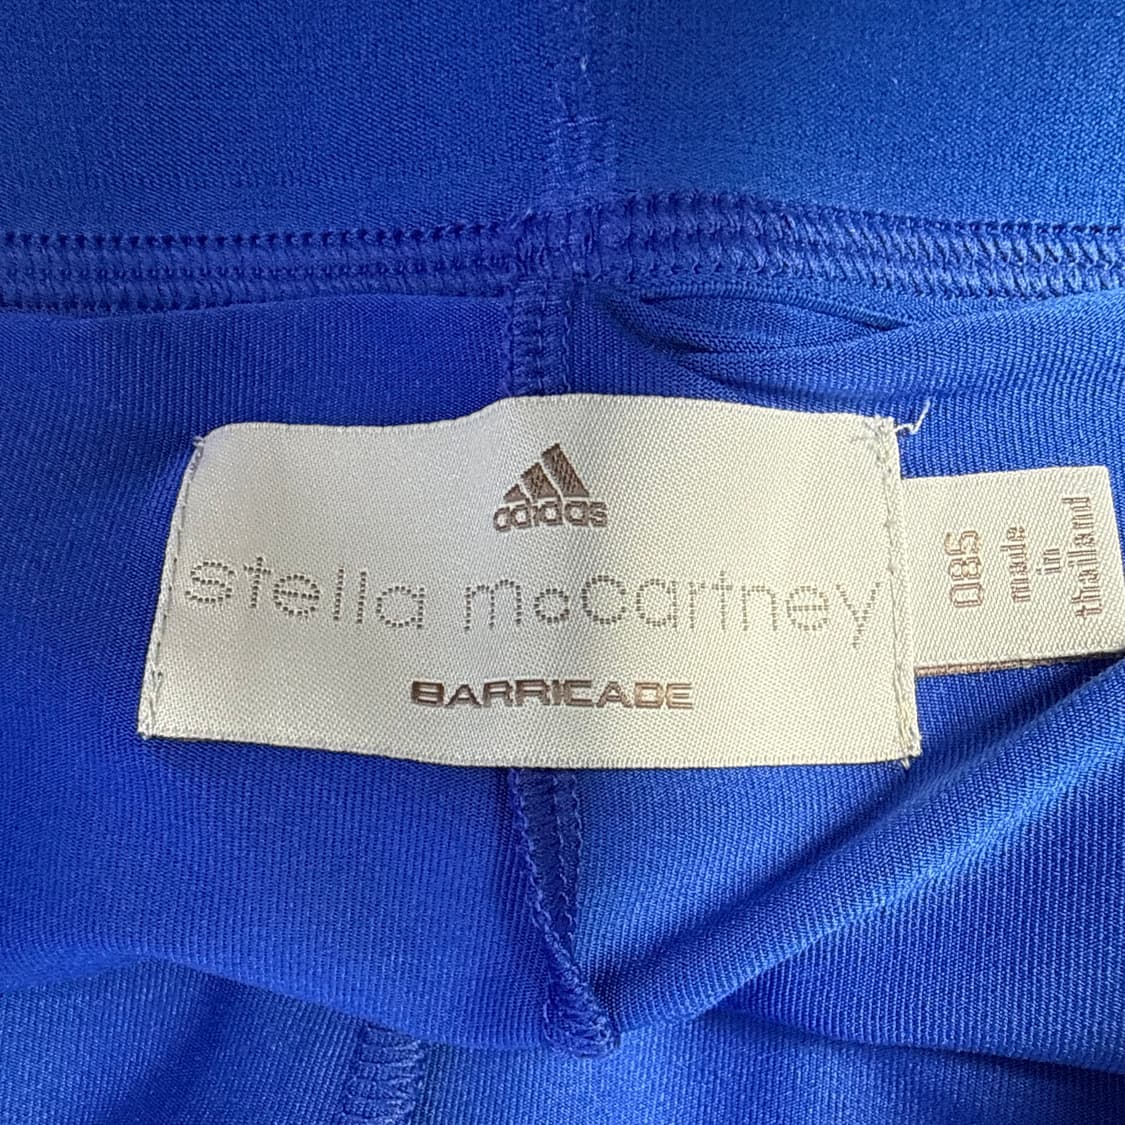 adidas
stella mcCartney
BARRICADE
085
made
in
thailand